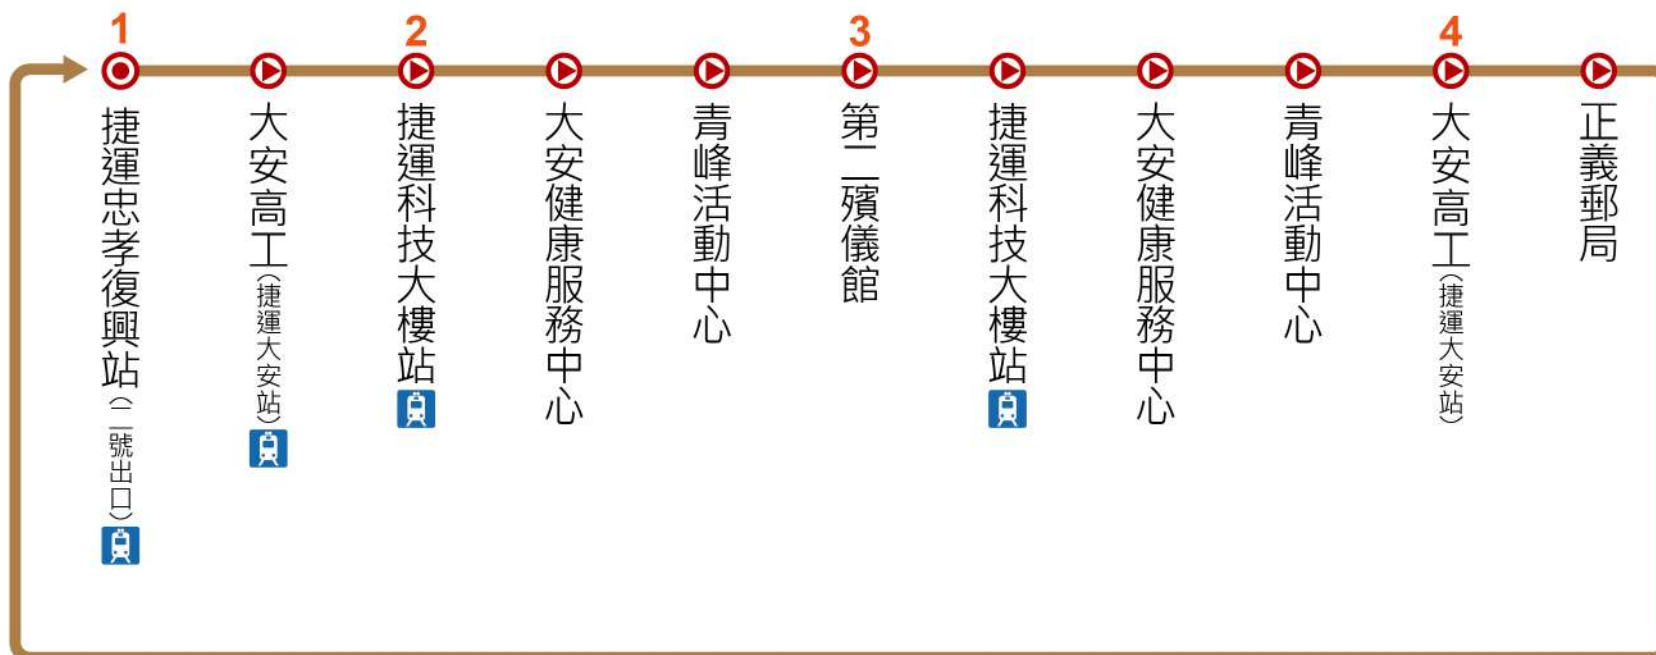 1
2
3
4
捷運忠孝復興站(二號出口)
大安高工(捷運大安站)
捷運科技大樓站
大安健康服務中心
青峰活動中心
第二殯儀館
捷運科技大樓站
大安健康服務中心
青峰活動中心
大安高工(捷運大安站)
正義郵局